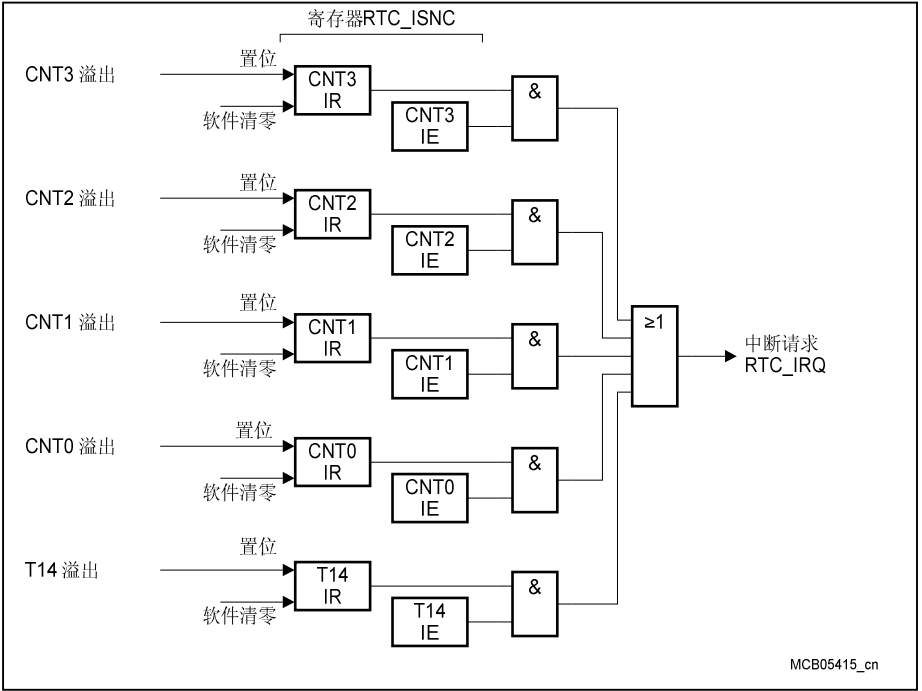 寄存器RTC_ISNC
CNT3 溢出
置位
软件清零
CNT3
IR
CNT3
IE
&
CNT2 溢出
置位
软件清零
CNT2
IR
CNT2
IE
&
CNT1 溢出
置位
软件清零
CNT1
IR
CNT1
IE
&
≥1
中断请求
RTC_IRQ
CNT0 溢出
置位
软件清零
CNT0
IR
CNT0
IE
&
T14 溢出
置位
软件清零
T14
IR
T14
IE
&
MCB05415_cn